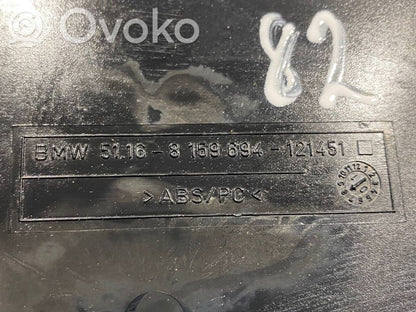 Ovoko
82
BMW 51.16 - 8 159 694 - 121451
>ABS/PC<